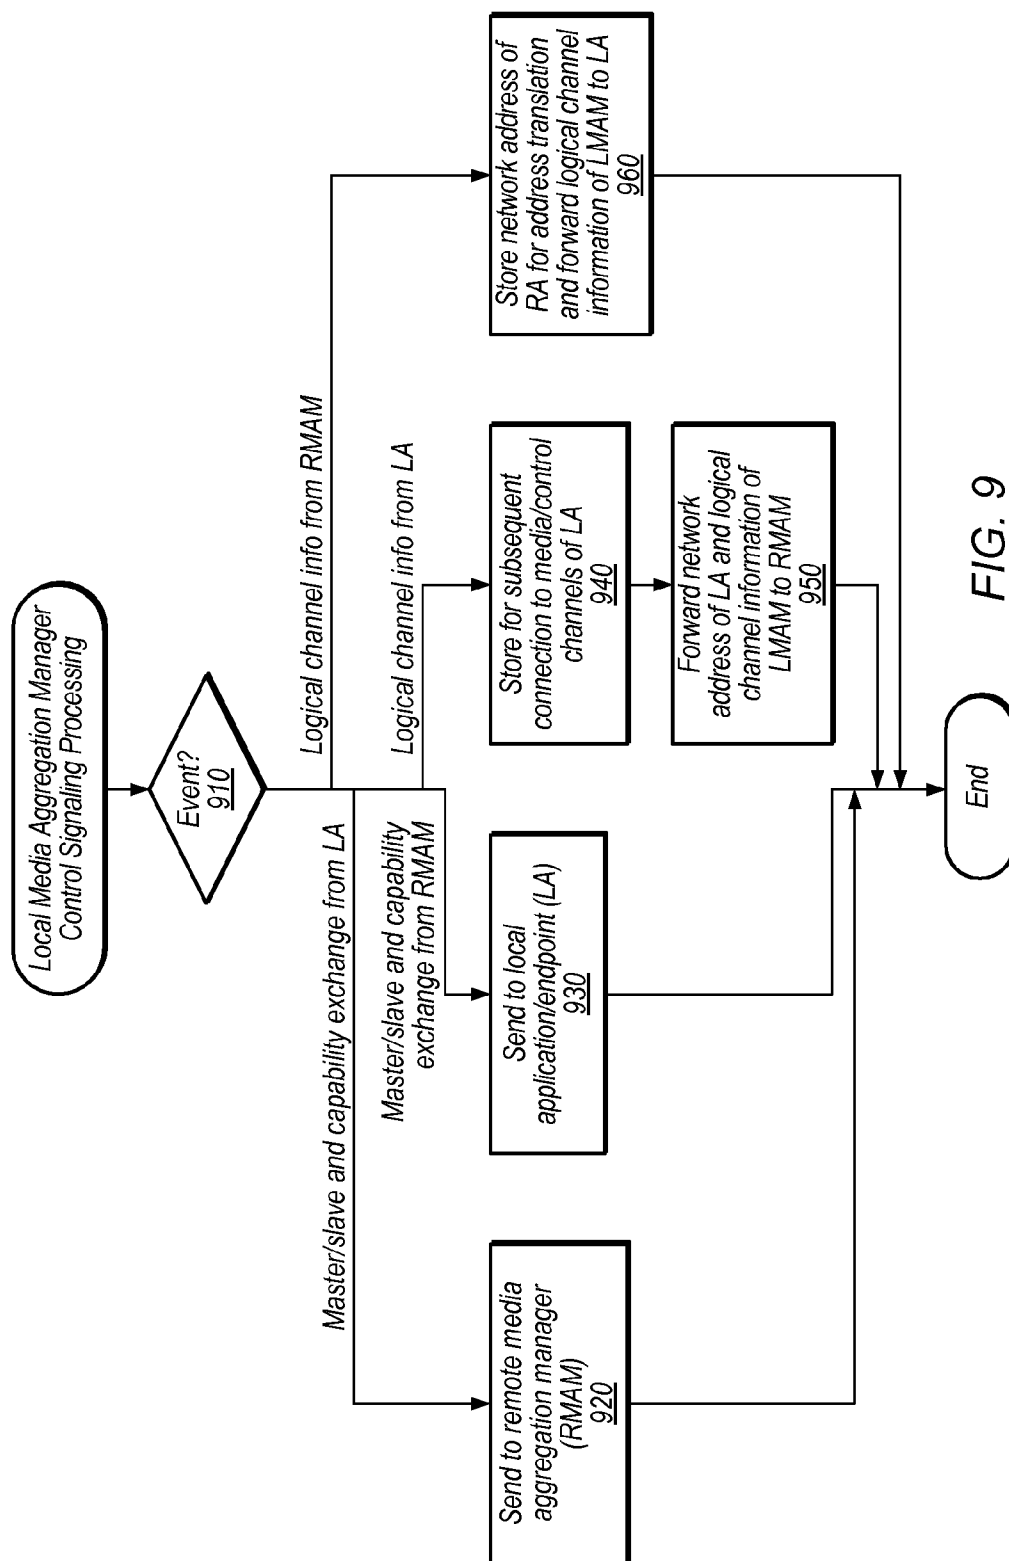 Local Media Aggregation Manager
Control Signaling Processing
Event?
910
Master/slave and capability exchange from LA
Master/slave and capability
exchange from RMAM
Logical channel info from LA
Logical channel info from RMAM
Send to remote media
aggregation manager
(RMAM)
920
Send to local
application/endpoint (LA)
930
Store for subsequent
connection to media/control
channels of LA
940
Forward network
address of LA and logical
channel information of
LMAM to RMAM
950
Store network address of
RA for address translation
and forward logical channel
information of LMAM to LA
960
End
FIG. 9